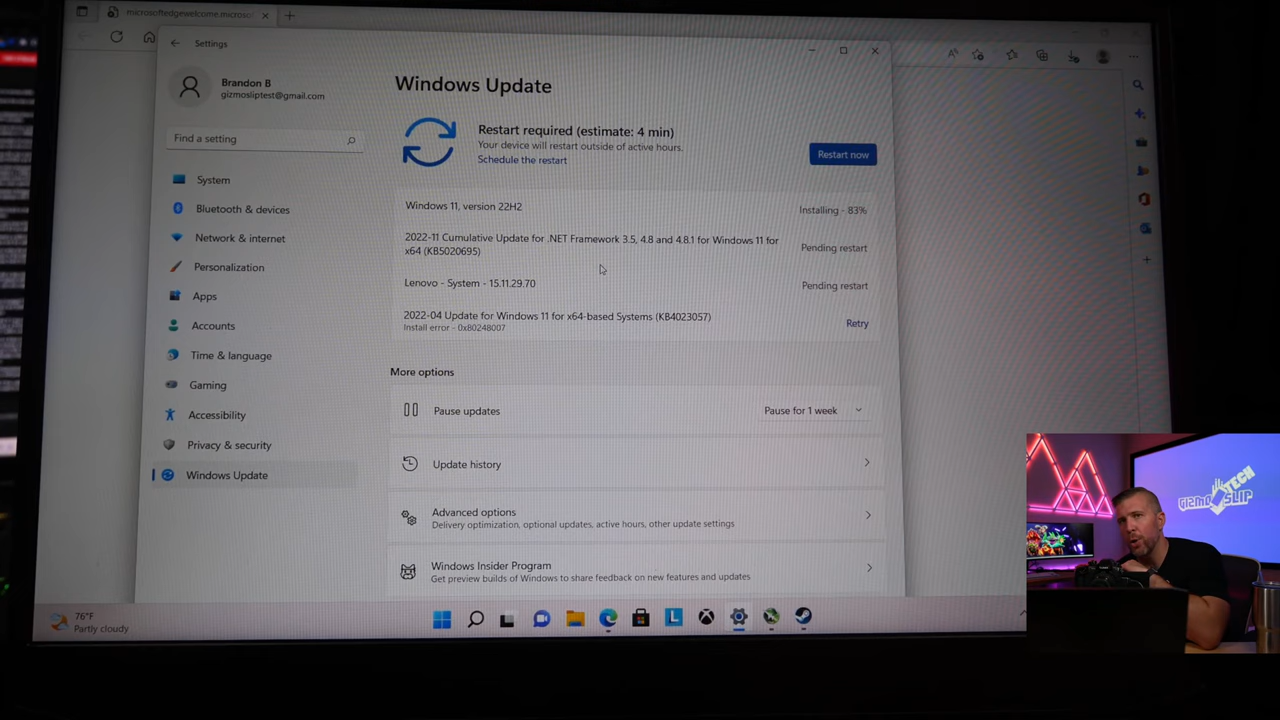 microsoftedgewelcome.microsoft
Settings
Brandon B
gizmosliptest@gmail.com
Find a setting
System
Bluetooth & devices
Network & internet
Personalization
Apps
Accounts
Time & language
Gaming
Accessibility
Privacy & security
Windows Update
Windows Update
Restart required (estimate: 4 min)
Your device will restart outside of active hours.
Schedule the restart
Restart now
Windows 11, version 22H2
Installing - 83%
2022-11 Cumulative Update for .NET Framework 3.5, 4.8 and 4.8.1 for Windows 11 for
x64 (KB5020695)
Pending restart
Lenovo - System - 15.11.29.70
Pending restart
2022-04 Update for Windows 11 for x64-based Systems (KB4023057)
Install error - 0x80248007
Retry
More options
Pause updates
Pause for 1 week
Update history
Advanced options
Delivery optimization, optional updates, active hours, other update settings
Windows Insider Program
Get preview builds of Windows to share feedback on new features and updates
76°F
Partly cloudy
GIZMO SLIP
TECH